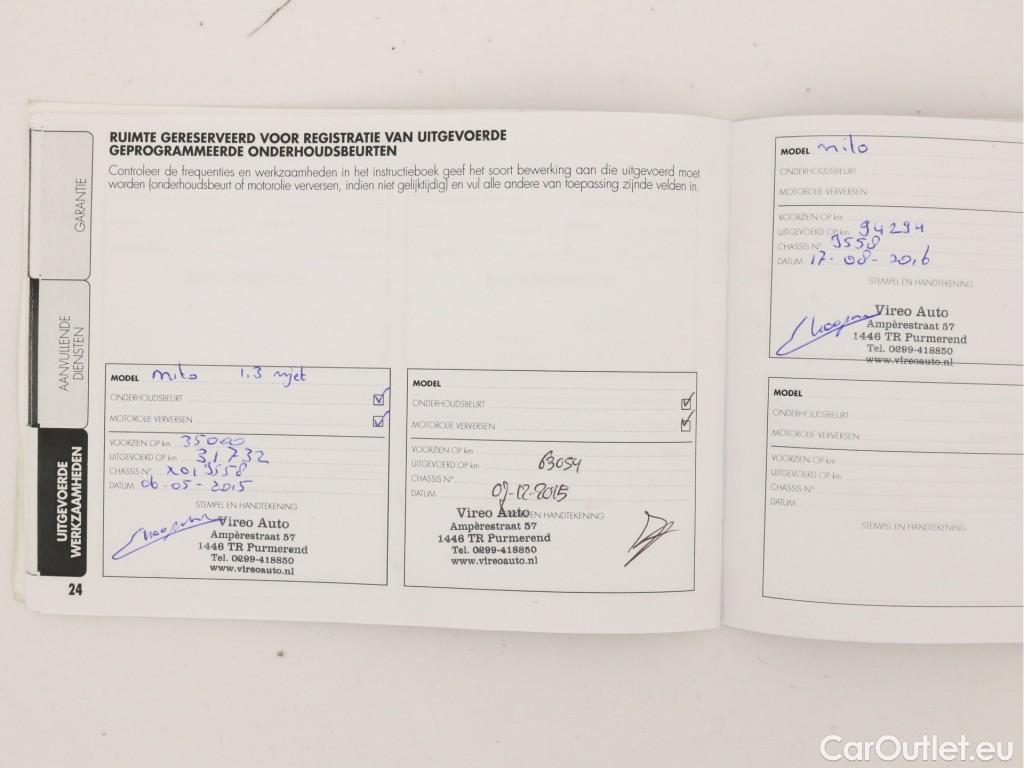 GARANTIE
AANVULLENDE
DIENSTEN
UITGEVOERDE
WERKZAAMHEDEN
RUIMTE GERESERVEERD VOOR REGISTRATIE VAN UITGEVOERDE
GEPROGRAMMEERDE ONDERHOUDSBEURTEN
Controleer de frequenties en werkzaamheden in het instructieboek geef het soort bewerking aan die uitgevoerd moet
worden (onderhoudsbeurt of motorolie verversen, indien niet gelijktijdig) en vul alle andere van toepassing zijnde velden in.
MODEL mito 1.3 mjet
ONDERHOUDSBEURT
MOTOROLIE VERVERSEN
VOORZIEN OP km 35000
UITGEVOERD OP km 31732
CHASSIS N° X019558
DATUM 06-05-2015
STEMPEL EN HANDTEKENING
Vireo Auto
Ampèrestraat 57
1446 TR Purmerend
Tel. 0299-418850
www.vireoauto.nl
24
MODEL
ONDERHOUDSBEURT
MOTOROLIE VERVERSEN
VOORZIEN OP km
UITGEVOERD OP km 63054
CHASSIS N°
DATUM 07-12-2015
STEMPEL EN HANDTEKENING
Vireo Auto
Ampèrestraat 57
1446 TR Purmerend
Tel. 0299-418850
www.vireoauto.nl
MODEL mito
ONDERHOUDSBEURT
MOTOROLIE VERVERSEN
VOORZIEN OP km
UITGEVOERD OP km 94294
CHASSIS N° 9558
DATUM 17-08-2016
STEMPEL EN HANDTEKENING
Vireo Auto
Ampèrestraat 57
1446 TR Purmerend
Tel. 0299-418850
www.vireoauto.nl
MODEL
ONDERHOUDSBEURT
MOTOROLIE VERVERSEN
VOORZIEN OP km
UITGEVOERD OP km
CHASSIS N°
DATUM
STEMPEL EN HANDTEKENING
CarOutlet.eu